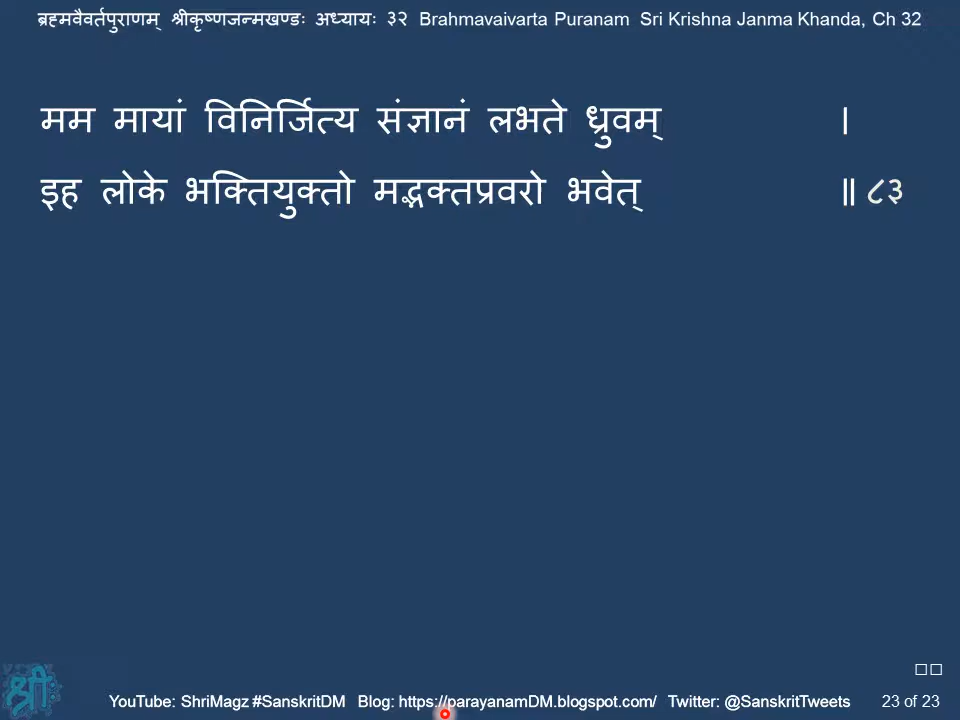 ब्रह्मवैवर्तपुराणम् श्रीकृष्णजन्मखण्डः अध्यायः ३२ Brahmavaivarta Puranam Sri Krishna Janma Khanda, Ch 32
मम मायां विनिर्जित्य संज्ञानं लभते ध्रुवम् ।
इह लोके भक्तियुक्तो मद्भक्तप्रवरो भवेत् ॥ ८३
श्री
YouTube: ShriMagz #SanskritDM Blog: https://parayanamDM.blogspot.com/ Twitter: @SanskritTweets 23 of 23